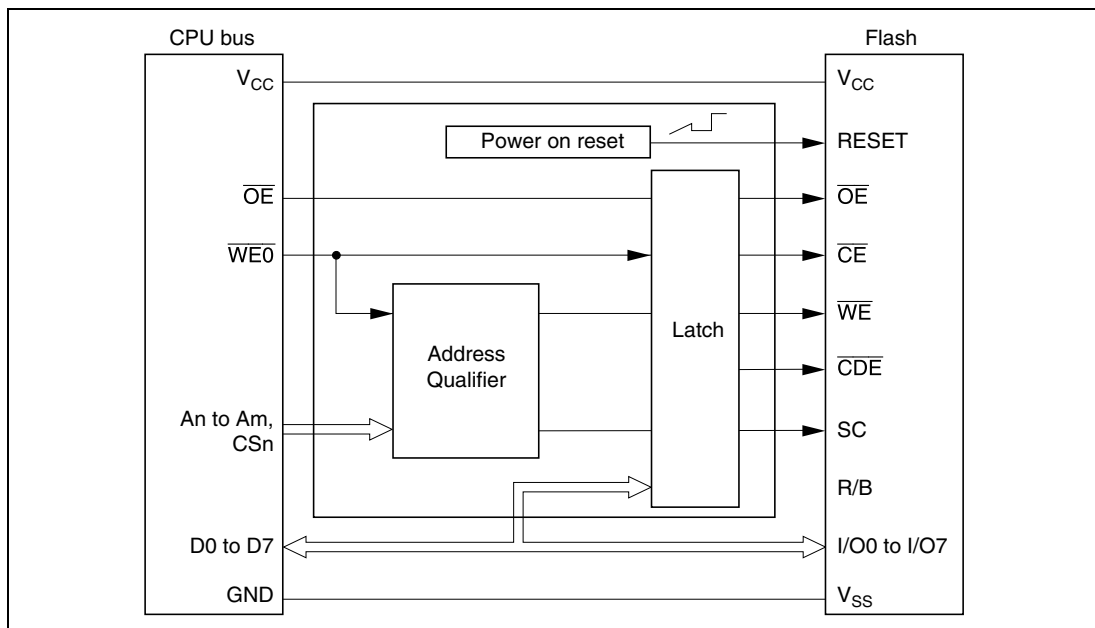 CPU bus
Flash
VCC
VCC
Power on reset
RESET
OE
OE
WE0
CE
WE
Address
Qualifier
Latch
CDE
An to Am,
CSn
SC
R/B
D0 to D7
I/O0 to I/O7
GND
VSS